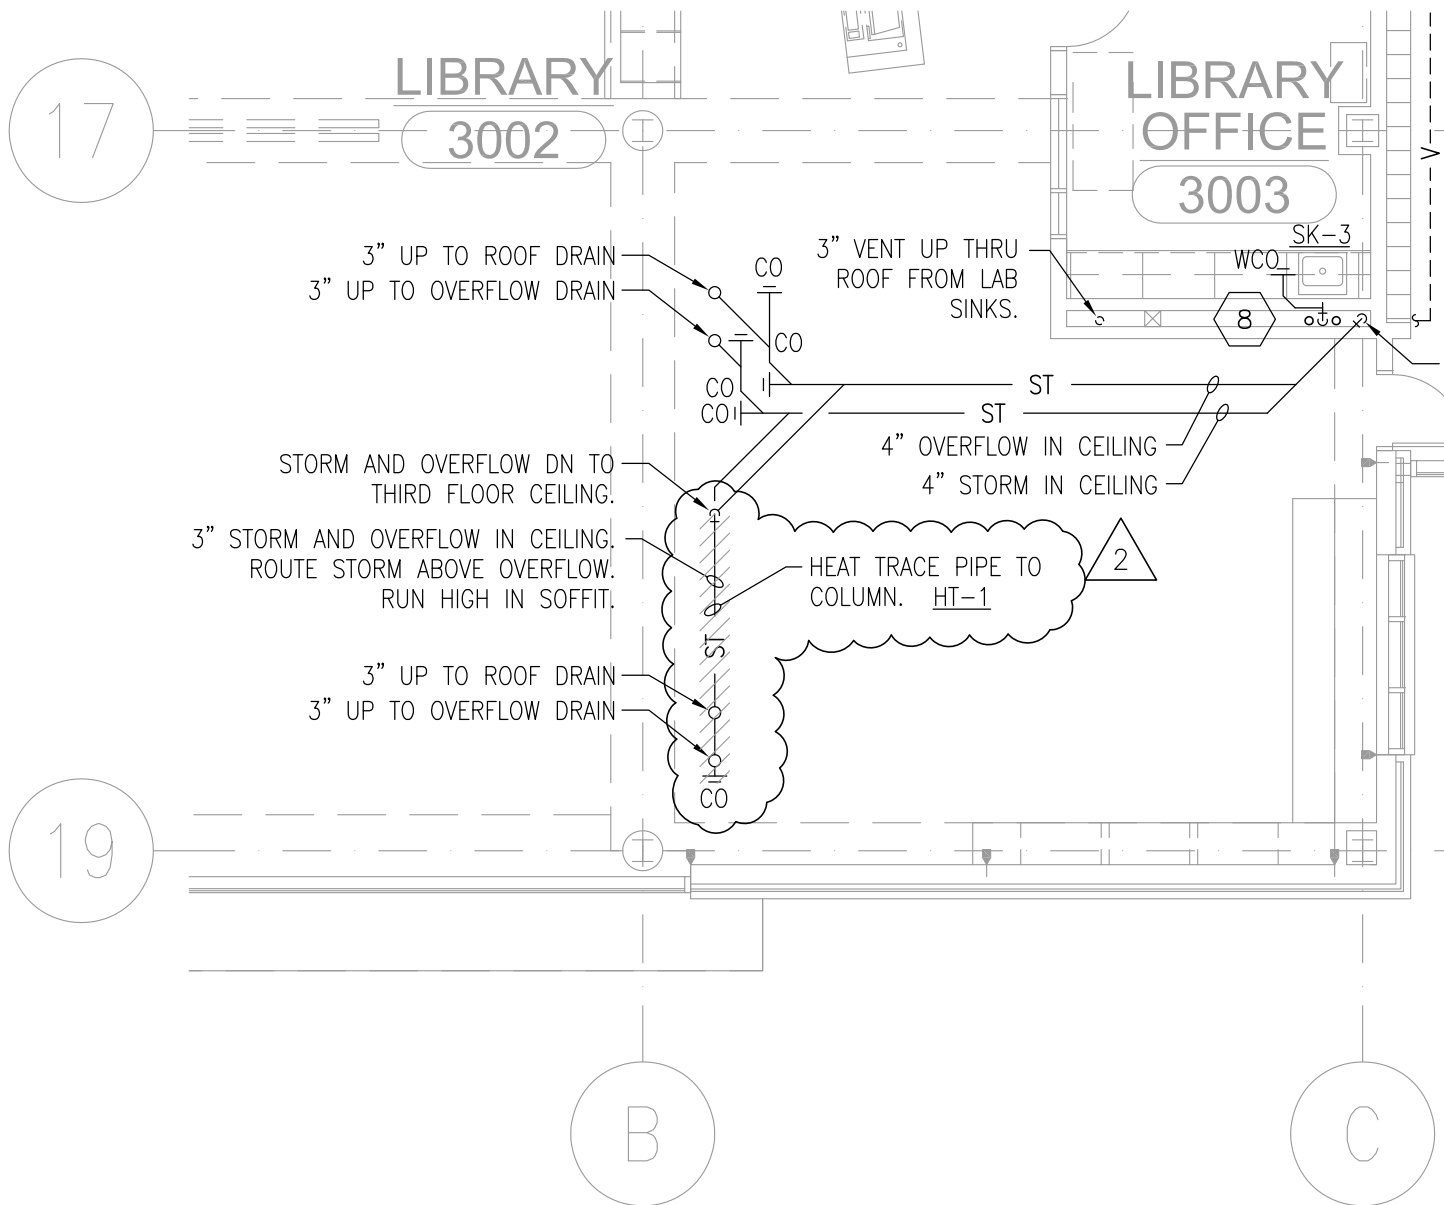 LIBRARY
3002
LIBRARY
OFFICE
3003
17
V
SK-3
WCO
3" UP TO ROOF DRAIN
3" UP TO OVERFLOW DRAIN
CO
CO
CO
CO
3" VENT UP THRU
ROOF FROM LAB
SINKS.
8
ST
ST
4" OVERFLOW IN CEILING
4" STORM IN CEILING
STORM AND OVERFLOW DN TO
THIRD FLOOR CEILING.
3" STORM AND OVERFLOW IN CEILING.
ROUTE STORM ABOVE OVERFLOW.
RUN HIGH IN SOFFIT.
HEAT TRACE PIPE TO
COLUMN. HT-1
2
ST
3" UP TO ROOF DRAIN
3" UP TO OVERFLOW DRAIN
CO
19
B
C